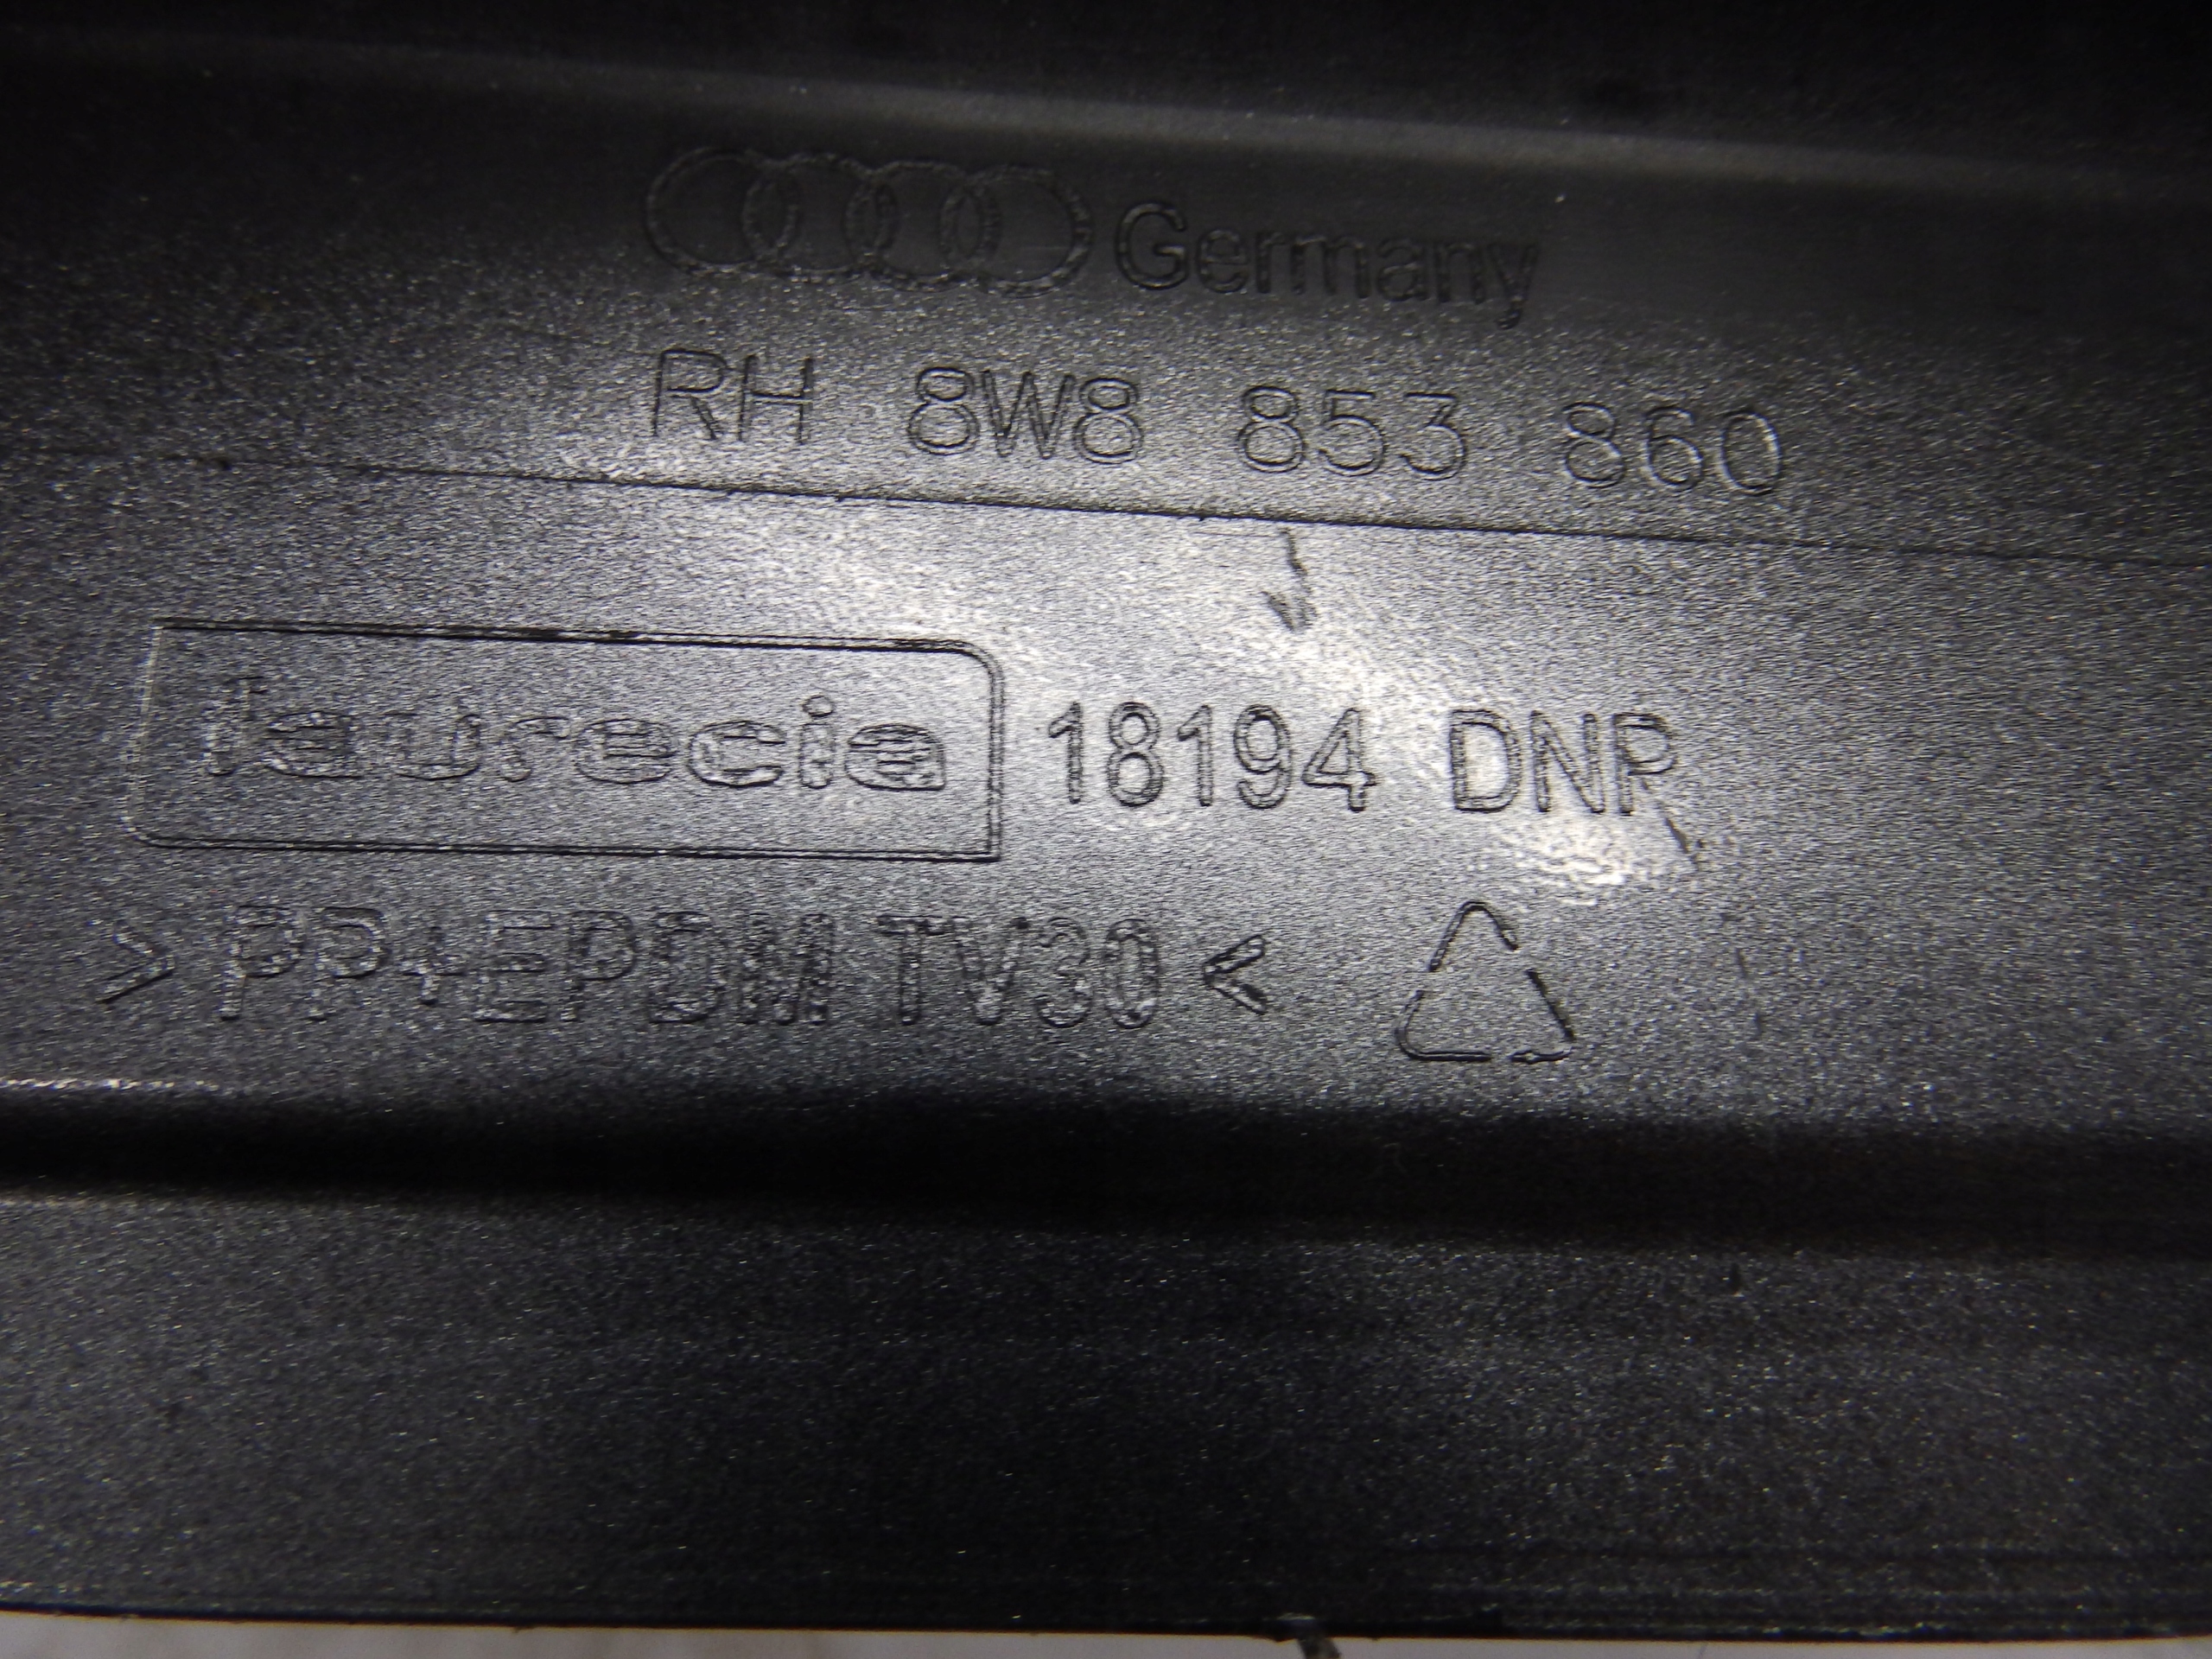 Germany
RH 8W8 853 860
faurecia 18194 DNP
> PP+EPDM TV30 <